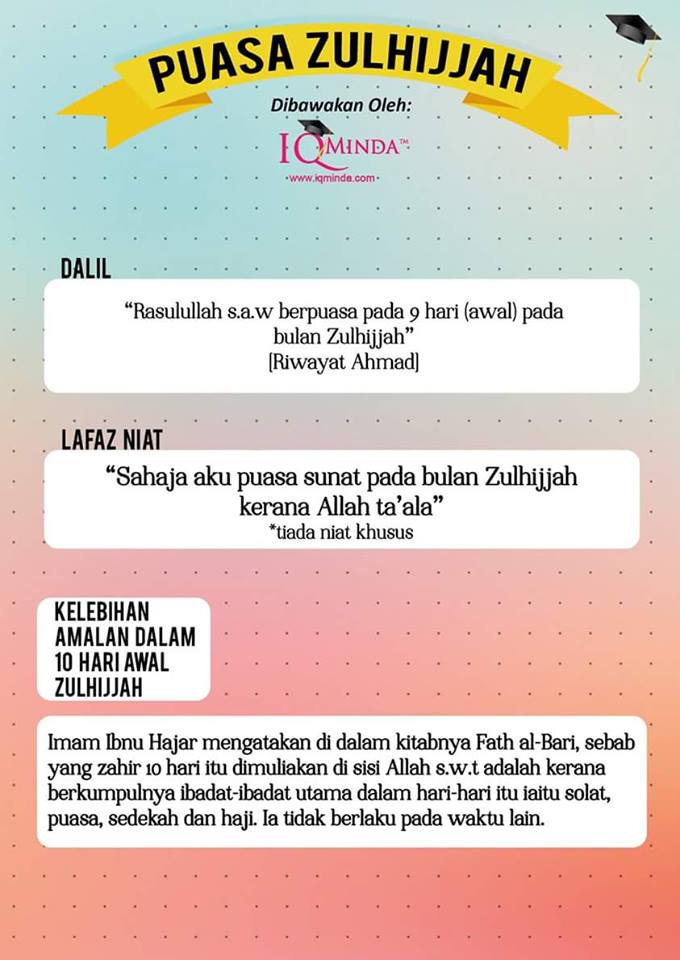 PUASA ZULHIJJAH
Dibawakan Oleh:
IQMINDA™
•www.iqminda.com•
DALIL
“Rasulullah s.a.w berpuasa pada 9 hari (awal) pada
bulan Zulhijjah”
[Riwayat Ahmad]
LAFAZ NIAT
“Sahaja aku puasa sunat pada bulan Zulhijjah
kerana Allah ta’ala”
*tiada niat khusus
KELEBIHAN
AMALAN DALAM
10 HARI AWAL
ZULHIJJAH
Imam Ibnu Hajar mengatakan di dalam kitabnya Fath al-Bari, sebab
yang zahir 10 hari itu dimuliakan di sisi Allah s.w.t adalah kerana
berkumpulnya ibadat-ibadat utama dalam hari-hari itu iaitu solat,
puasa, sedekah dan haji. Ia tidak berlaku pada waktu lain.